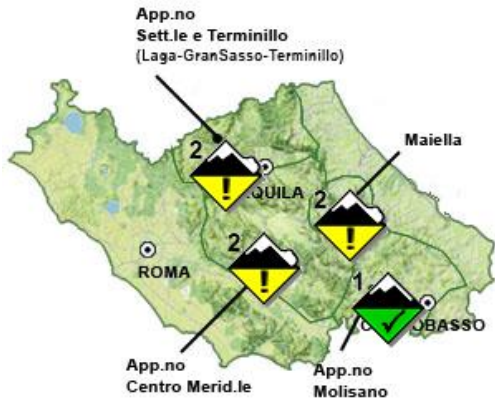 App.no
Sett.le e Terminillo
(Laga-GranSasso-Terminillo)
Maiella
2
!
QUILA
2
!
2
!
ROMA
1
OBASSO
App.no
Centro Merid.le
App.no
Molisano